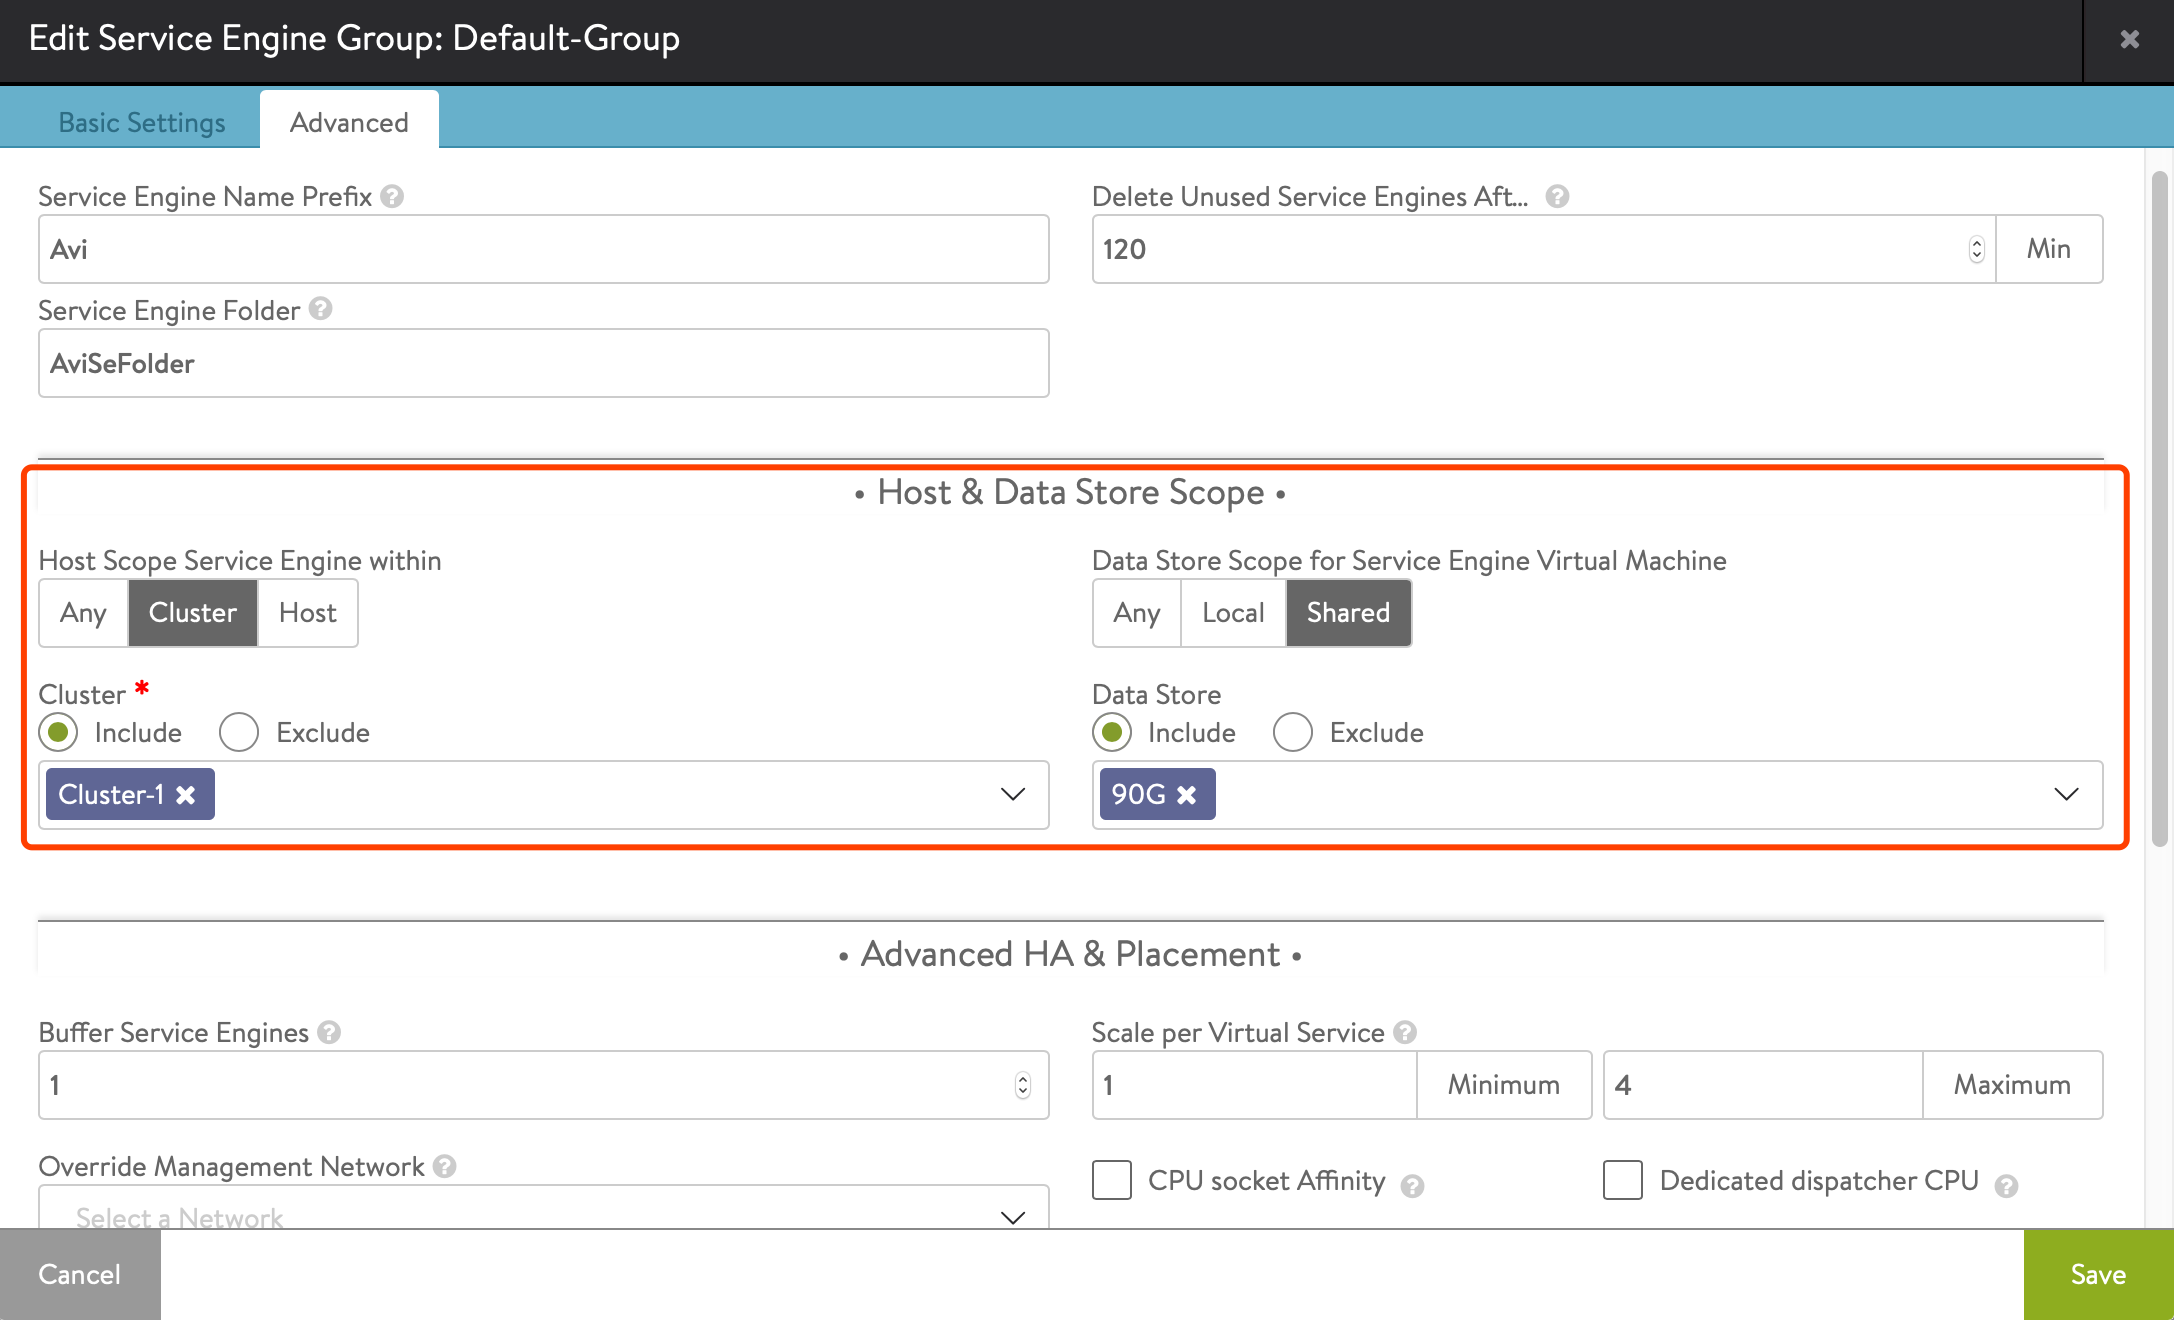 Edit Service Engine Group: Default-Group
Basic Settings
Advanced
Service Engine Name Prefix ?
Avi
Delete Unused Service Engines Aft... ?
120
Min
Service Engine Folder ?
AviSeFolder
• Host & Data Store Scope •
Host Scope Service Engine within
Any
Cluster
Host
Data Store Scope for Service Engine Virtual Machine
Any
Local
Shared
Cluster *
Include
Exclude
Cluster-1
Data Store
Include
Exclude
90G
• Advanced HA & Placement •
Buffer Service Engines ?
1
Scale per Virtual Service ?
1
Minimum
4
Maximum
Override Management Network ?
Select a Network
CPU socket Affinity ?
Dedicated dispatcher CPU ?
Cancel
Save